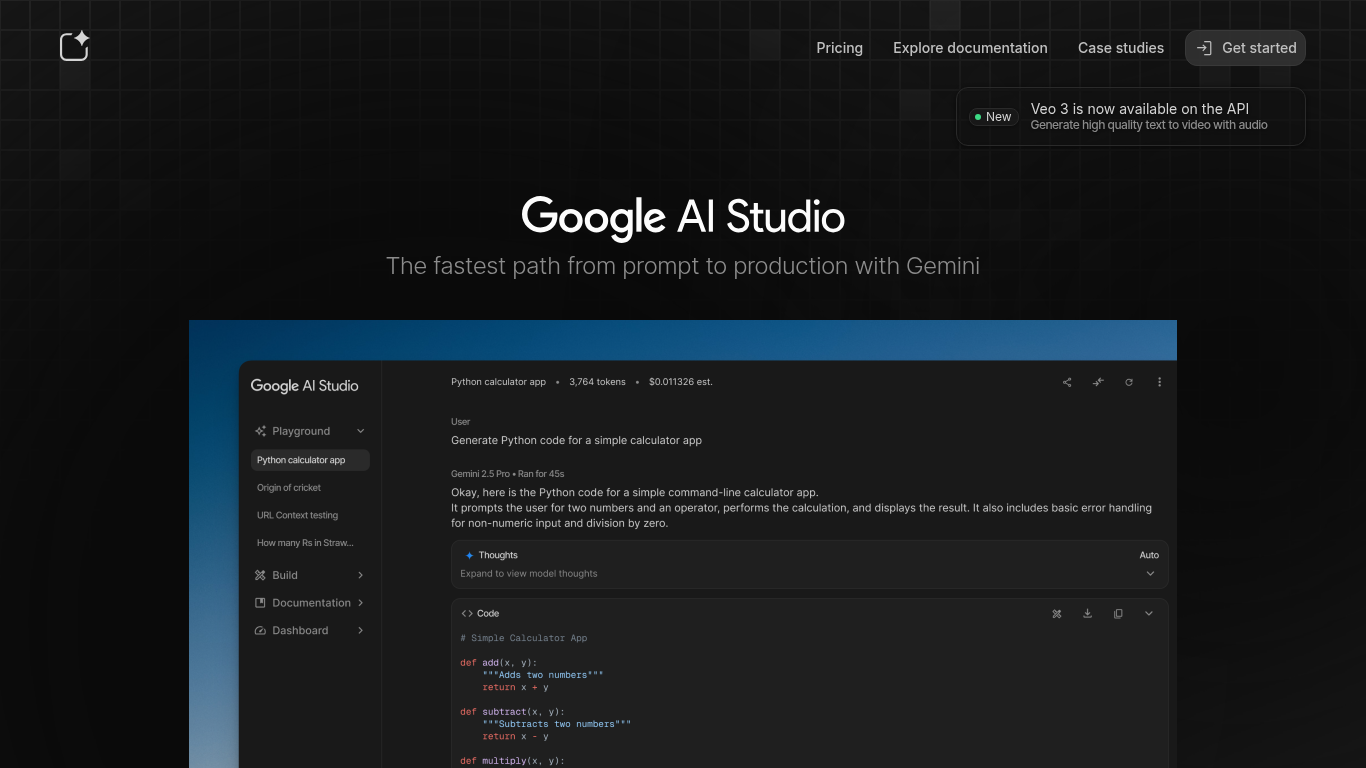 Pricing
Explore documentation
Case studies
Get started
New
Veo 3 is now available on the API
Generate high quality text to video with audio
Google AI Studio
The fastest path from prompt to production with Gemini
Google AI Studio
Playground
Python calculator app
Origin of cricket
URL Context testing
How many Rs in Straw...
Build
Documentation
Dashboard
Python calculator app • 3,764 tokens • $0.011326 est.
User
Generate Python code for a simple calculator app
Gemini 2.5 Pro • Ran for 45s
Okay, here is the Python code for a simple command-line calculator app.
It prompts the user for two numbers and an operator, performs the calculation, and displays the result. It also includes basic error handling
for non-numeric input and division by zero.
Thoughts
Auto
Expand to view model thoughts
Code
# Simple Calculator App
def add(x, y):
"""Adds two numbers"""
return x + y
def subtract(x, y):
"""Subtracts two numbers"""
return x - y
def multiply(x, y):